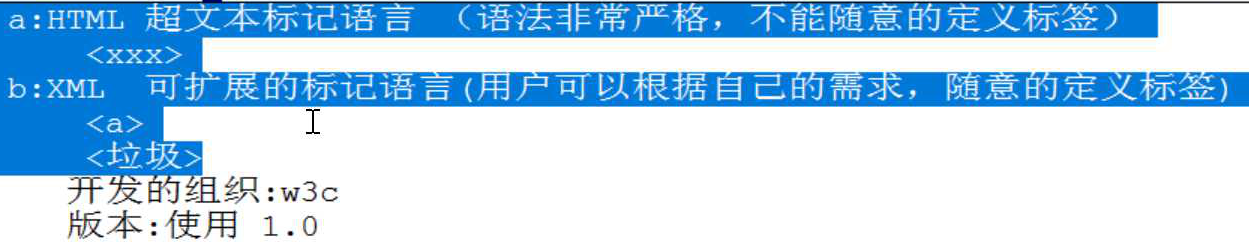 a:HTML 超文本标记语言 （语法非常严格，不能随意的定义标签）
<xxx>
b:XML 可扩展的标记语言(用户可以根据自己的需求，随意的定义标签)
<a>
<垃圾>
开发的组织:w3c
版本:使用 1.0